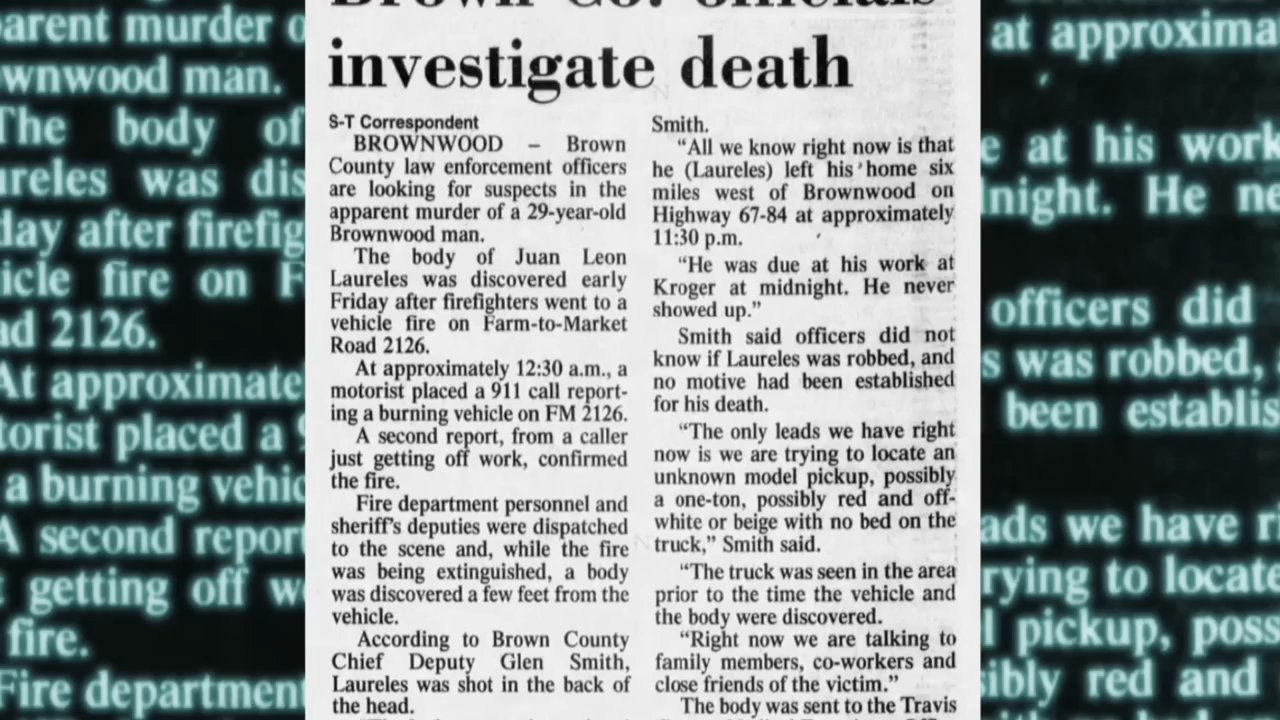 Brown Co. officials
investigate death
S-T Correspondent
BROWNWOOD – Brown
County law enforcement officers
are looking for suspects in the
apparent murder of a 29-year-old
Brownwood man.
The body of Juan Leon
Laureles was discovered early
Friday after firefighters went to a
vehicle fire on Farm-to-Market
Road 2126.
At approximately 12:30 a.m., a
motorist placed a 911 call report-
ing a burning vehicle on FM 2126.
A second report, from a caller
just getting off work, confirmed
the fire.
Fire department personnel and
sheriff's deputies were dispatched
to the scene and, while the fire
was being extinguished, a body
was discovered a few feet from the
vehicle.
According to Brown County
Chief Deputy Glen Smith,
Laureles was shot in the back of
the head.
Smith.
“All we know right now is that
he (Laureles) left his home six
miles west of Brownwood on
Highway 67-84 at approximately
11:30 p.m.
“He was due at his work at
Kroger at midnight. He never
showed up.”
Smith said officers did not
know if Laureles was robbed, and
no motive had been established
for his death.
“The only leads we have right
now is we are trying to locate an
unknown model pickup, possibly
a one-ton, possibly red and off-
white or beige with no bed on the
truck,” Smith said.
“The truck was seen in the area
prior to the time the vehicle and
the body were discovered.
“Right now we are talking to
family members, co-workers and
close friends of the victim.”
The body was sent to the Travis
arent murder o
wnwood man.
The body of
ureles was dis
day after firefig
icle fire on F
ad 2126.
At approximate
torist placed a 9
a burning vehic
A second report
getting off w
fire.
Fire department
at approxima
e at his work
night. He ne
officers did
s was robbed,
been establis
ads we have ri
rying to locate
l pickup, poss
sibly red and